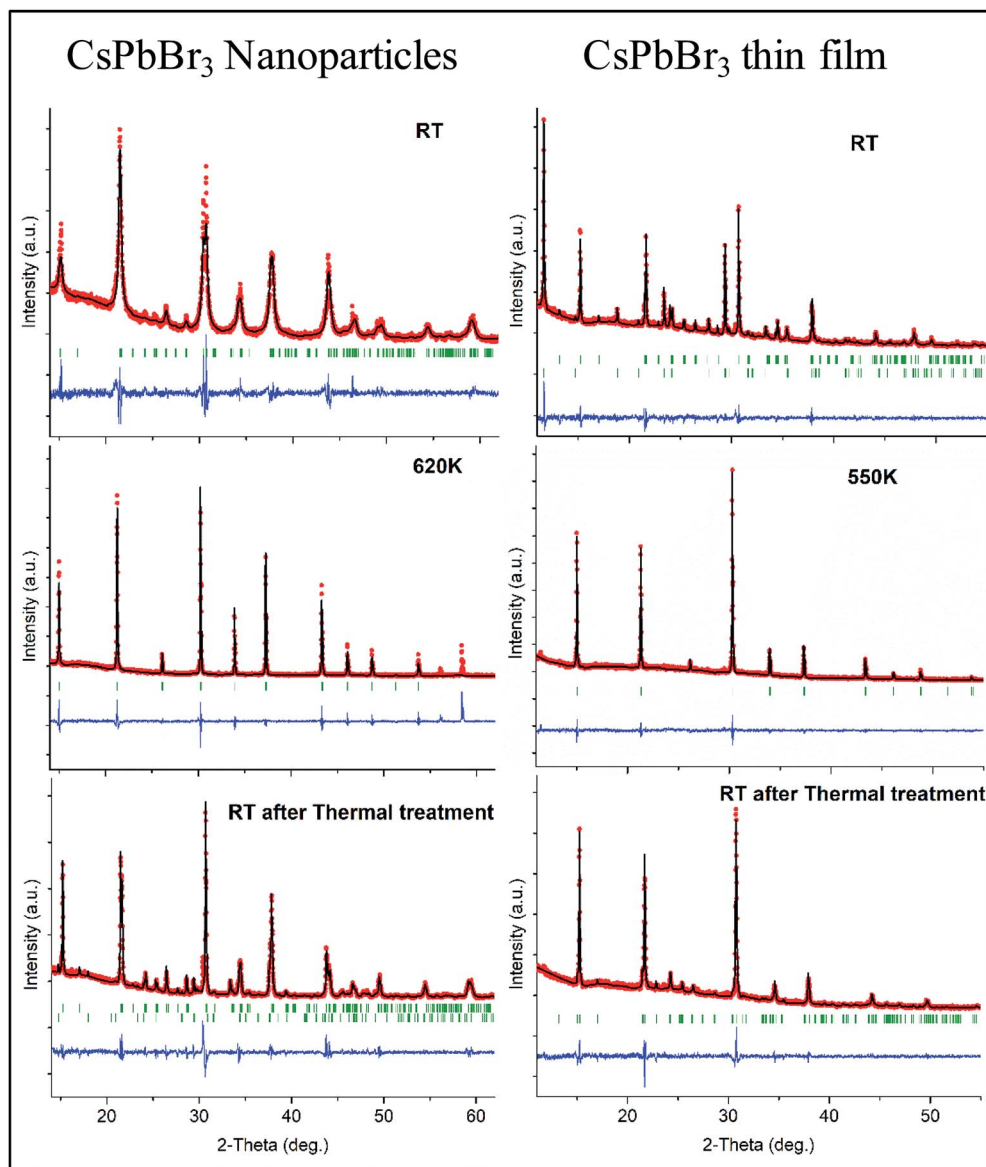 CsPbBr₃ Nanoparticles
CsPbBr₃ thin film
RT
Intensity (a.u.)
RT
Intensity (a.u.)
620K
Intensity (a.u.)
550K
Intensity (a.u.)
RT after Thermal treatment
Intensity (a.u.)
20 30 40 50 60
2-Theta (deg.)
RT after Thermal treatment
Intensity (a.u.)
20 30 40 50
2-Theta (deg.)